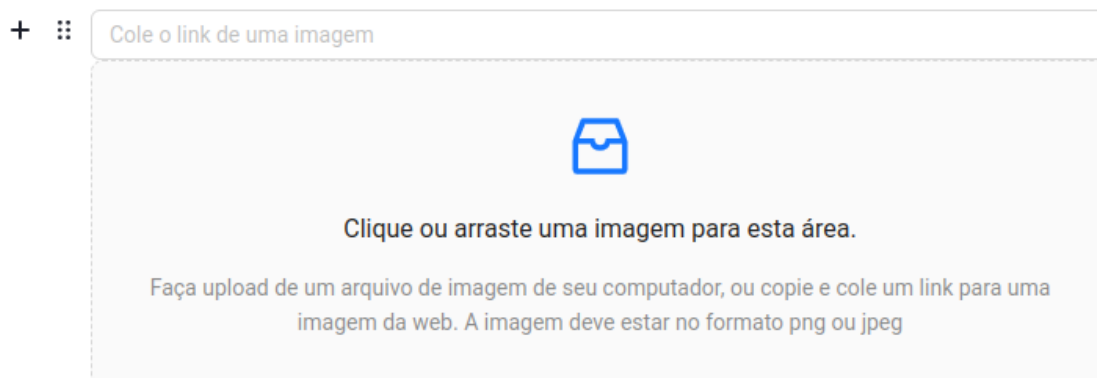 Cole o link de uma imagem
Clique ou arraste uma imagem para esta área.
Faça upload de um arquivo de imagem de seu computador, ou copie e cole um link para uma
imagem da web. A imagem deve estar no formato png ou jpeg